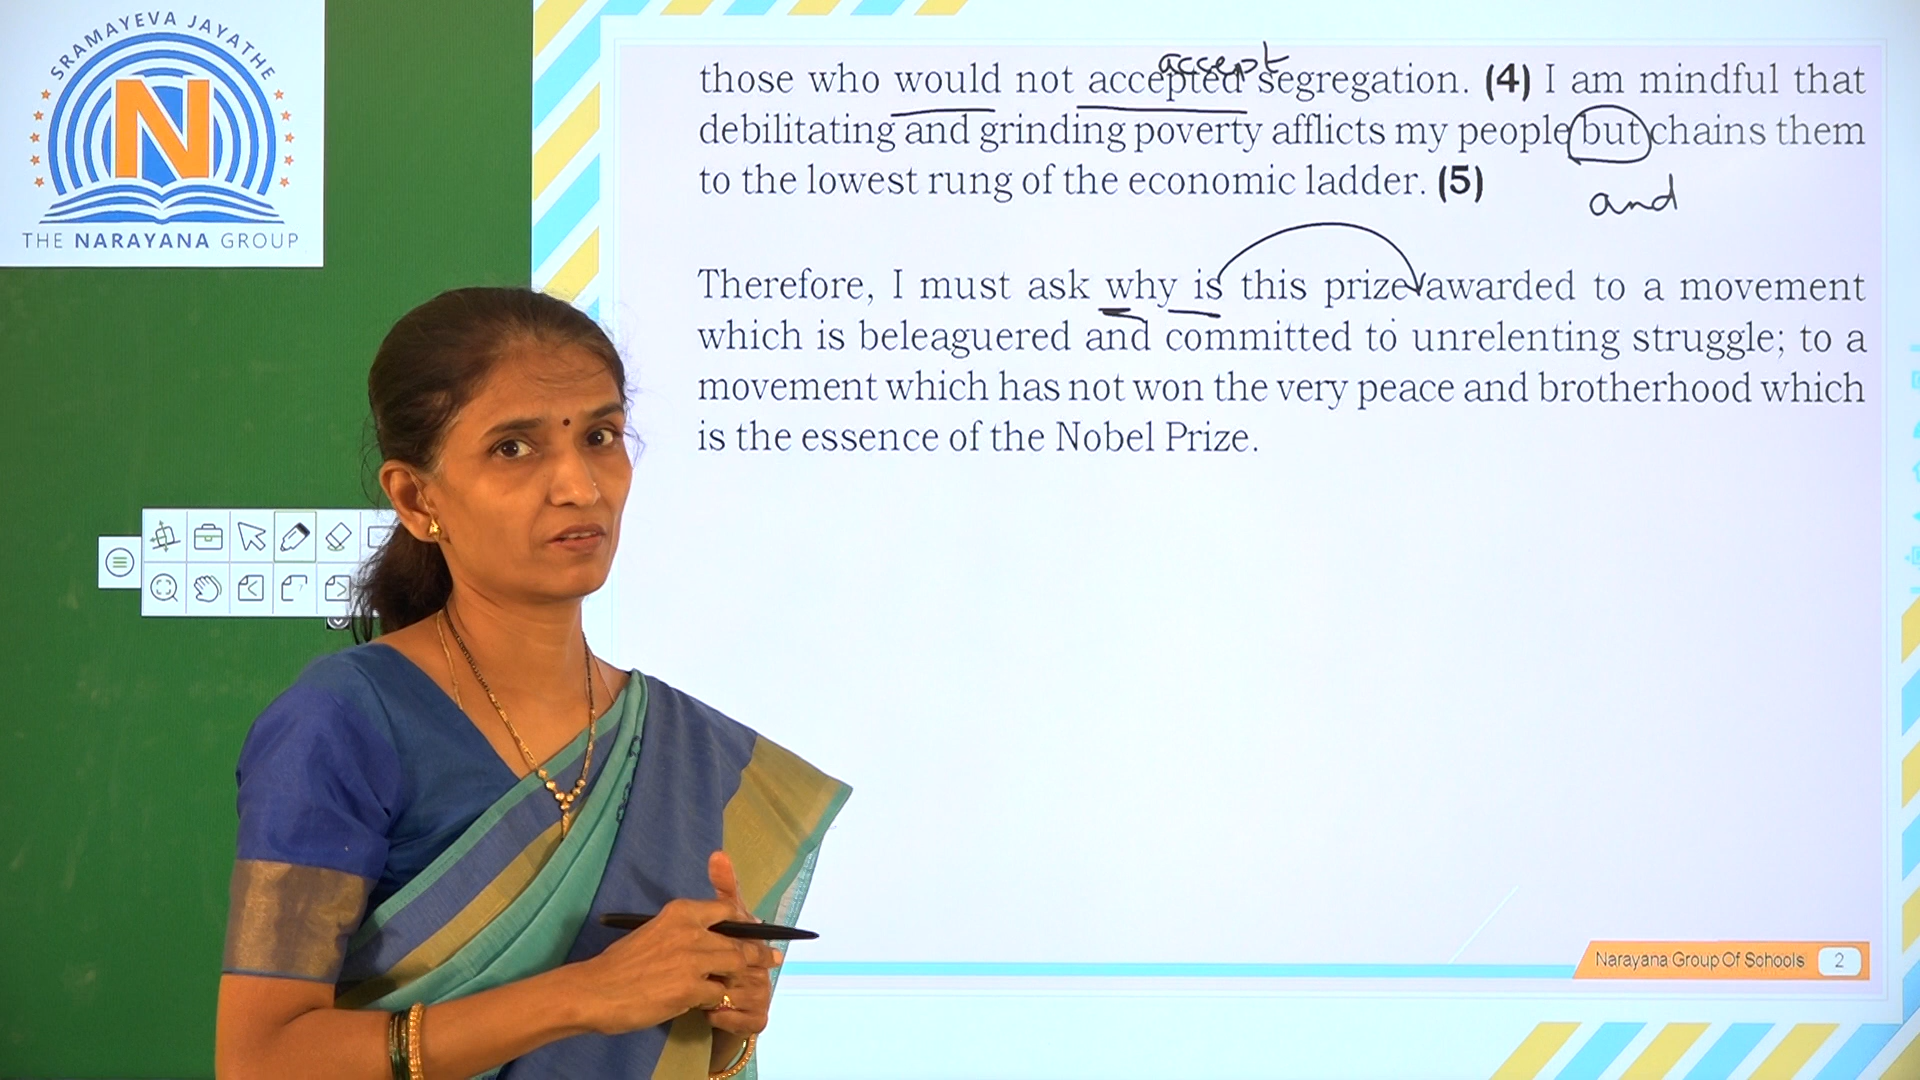 SRAMAYEVA JAYATHE
N
THE NARAYANA GROUP
accept
those who would not accepted segregation. (4) I am mindful that
debilitating and grinding poverty afflicts my people but chains them
to the lowest rung of the economic ladder. (5)
and
Therefore, I must ask why is this prize awarded to a movement
which is beleaguered and committed to unrelenting struggle; to a
movement which has not won the very peace and brotherhood which
is the essence of the Nobel Prize.
Narayana Group Of Schools 2